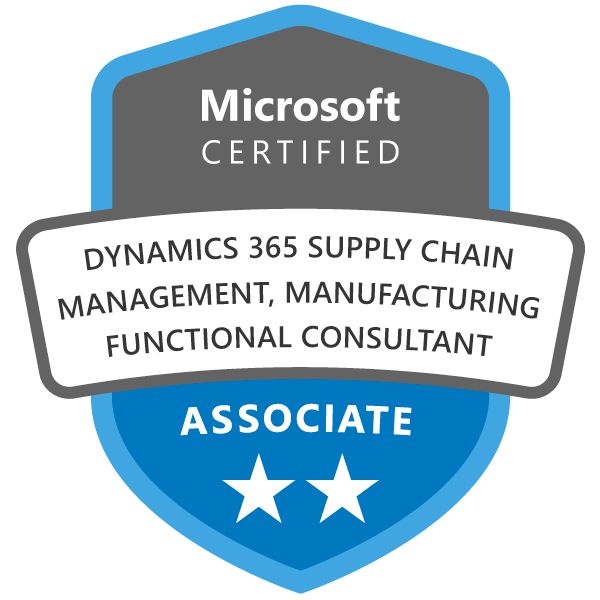 Microsoft
CERTIFIED
DYNAMICS 365 SUPPLY CHAIN
MANAGEMENT, MANUFACTURING
FUNCTIONAL CONSULTANT
ASSOCIATE